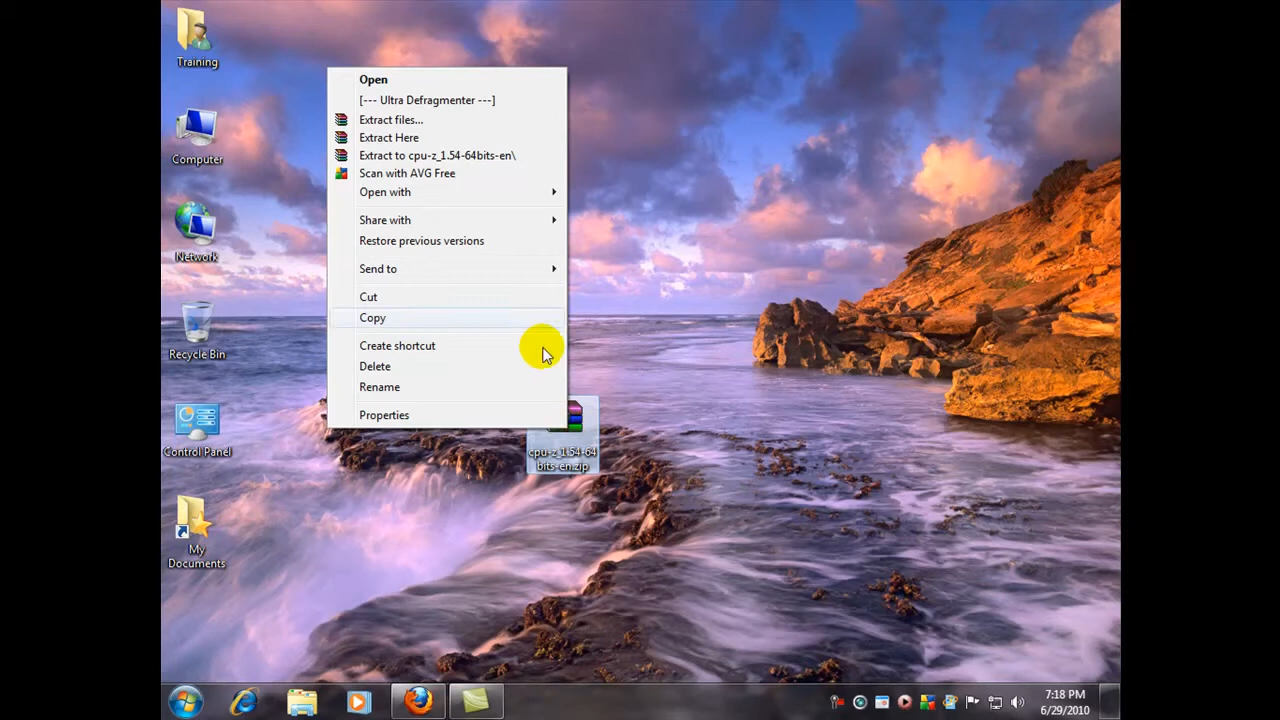 Training
Computer
Network
Recycle Bin
Control Panel
My
Documents
Open
[--- Ultra Defragmenter ---]
Extract files...
Extract Here
Extract to cpu-z_1.54-64bits-en\
Scan with AVG Free
Open with
Share with
Restore previous versions
Send to
Cut
Copy
Create shortcut
Delete
Rename
Properties
cpu-z_1.54-64
bits-en.zip
7:18 PM
6/29/2010